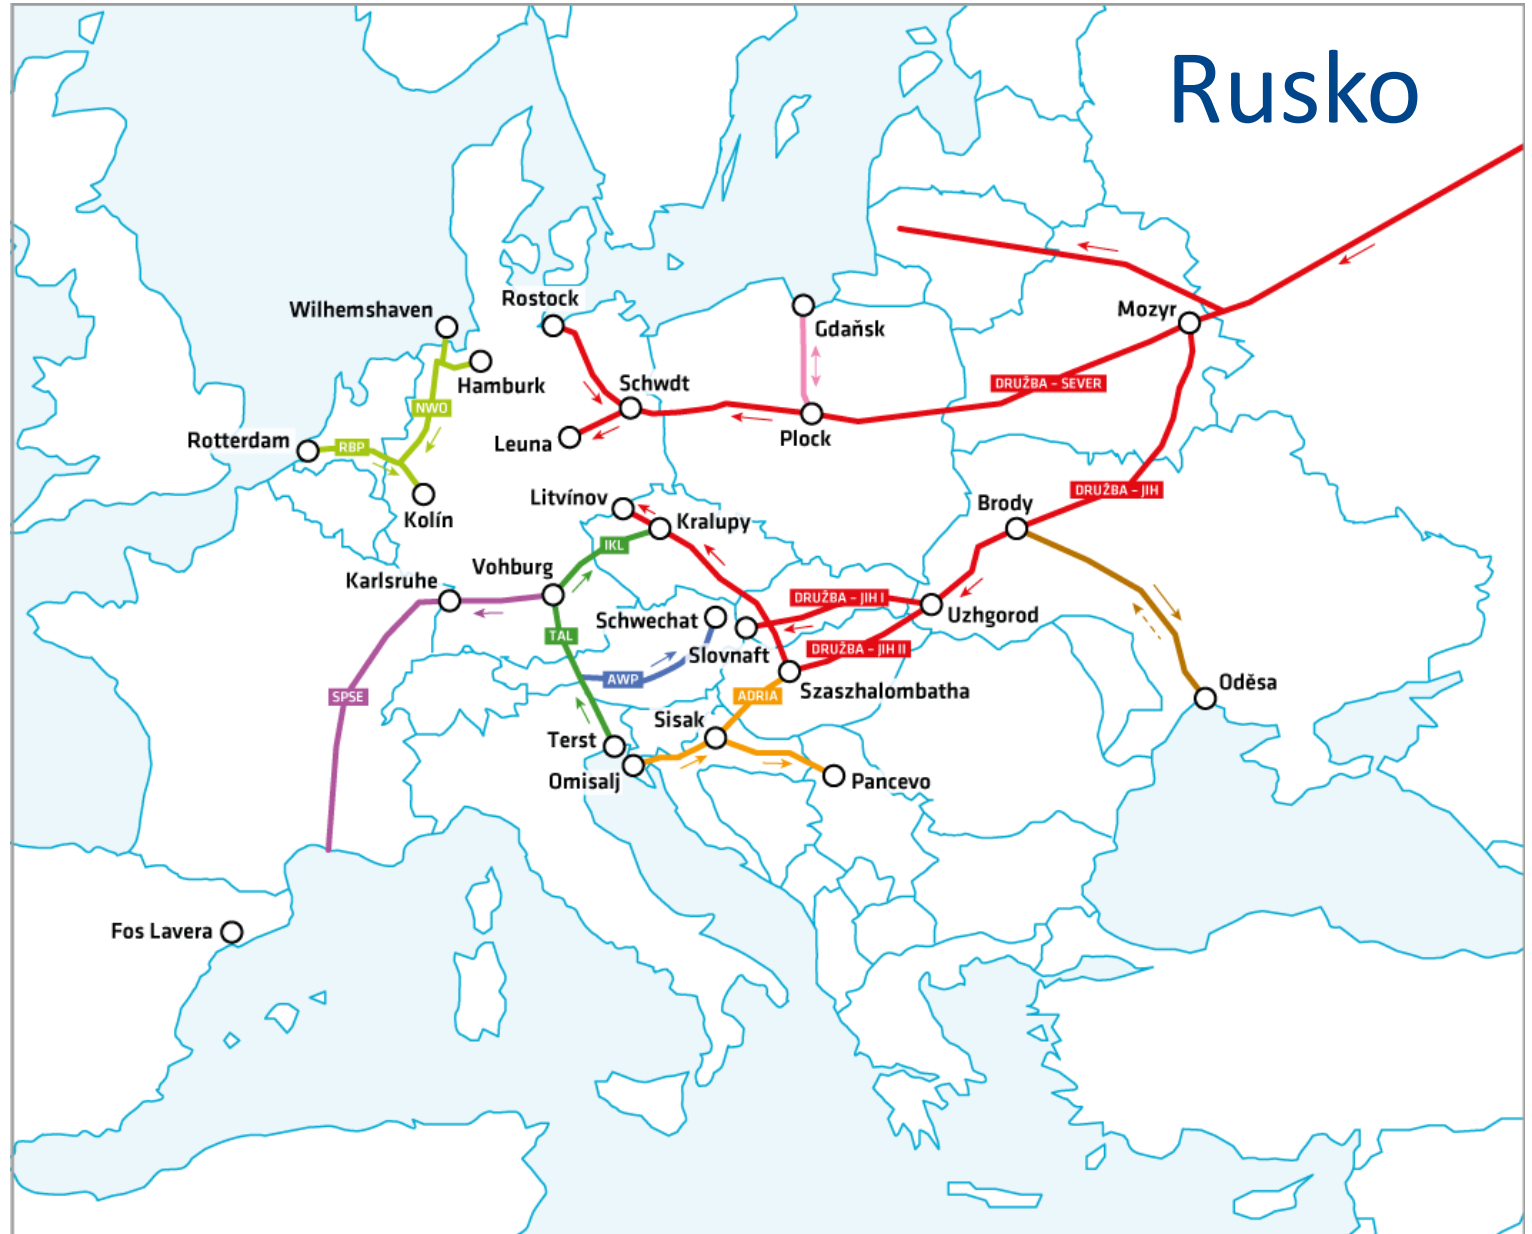 Rusko
Rostock
Wilhemshaven
Mozyr
Gdaňsk
Hamburk
Schwdt
DRUŽBA – SEVER
NWO
Rotterdam
RBP
Leuna
Plock
DRUŽBA – JIH
Litvínov
Brody
Kolín
Kralupy
IKL
Vohburg
Karlsruhe
DRUŽBA – JIH I
Uzhgorod
Schwechat
TAL
DRUŽBA – JIH II
Slovnaft
AWP
Oděsa
SPSE
ADRIA
Szaszhalombatha
Sisak
Terst
Omisalj
Pancevo
Fos Lavera